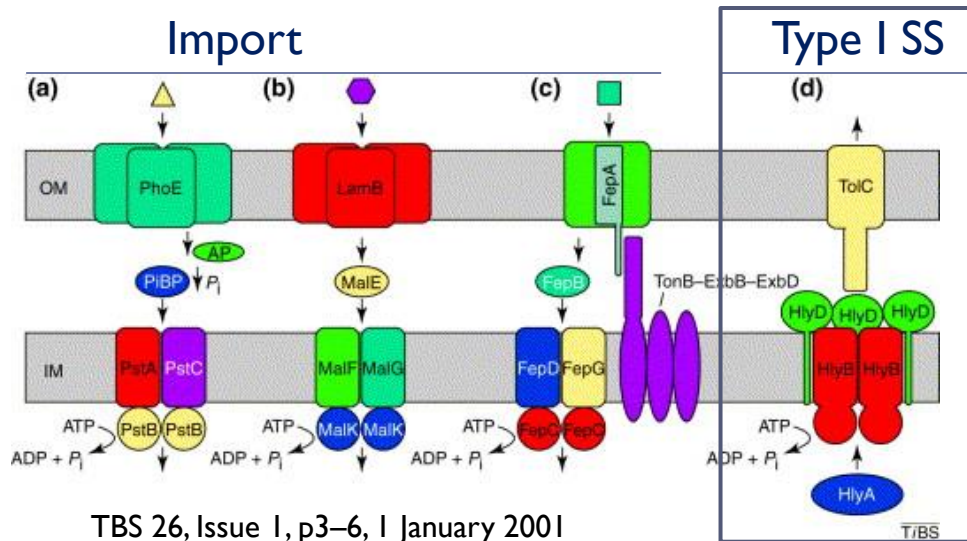 Import
Type I SS
(a)
(b)
(c)
(d)
OM
PhoE
LamB
FepA
TolC
AP
PiBP
Pi
MalE
FepB
TonB–ExbB–ExbD
HlyD
HlyD
HlyD
IM
PstA
PstC
MalF
MalG
FepD
FepG
HlyB
HlyB
ATP
PstB
PstB
ADP + Pi
ATP
MalK
MalK
ADP + Pi
ATP
FepC
FepC
ADP + Pi
ATP
ADP + Pi
HlyA
TBS 26, Issue 1, p3–6, 1 January 2001
TiBS